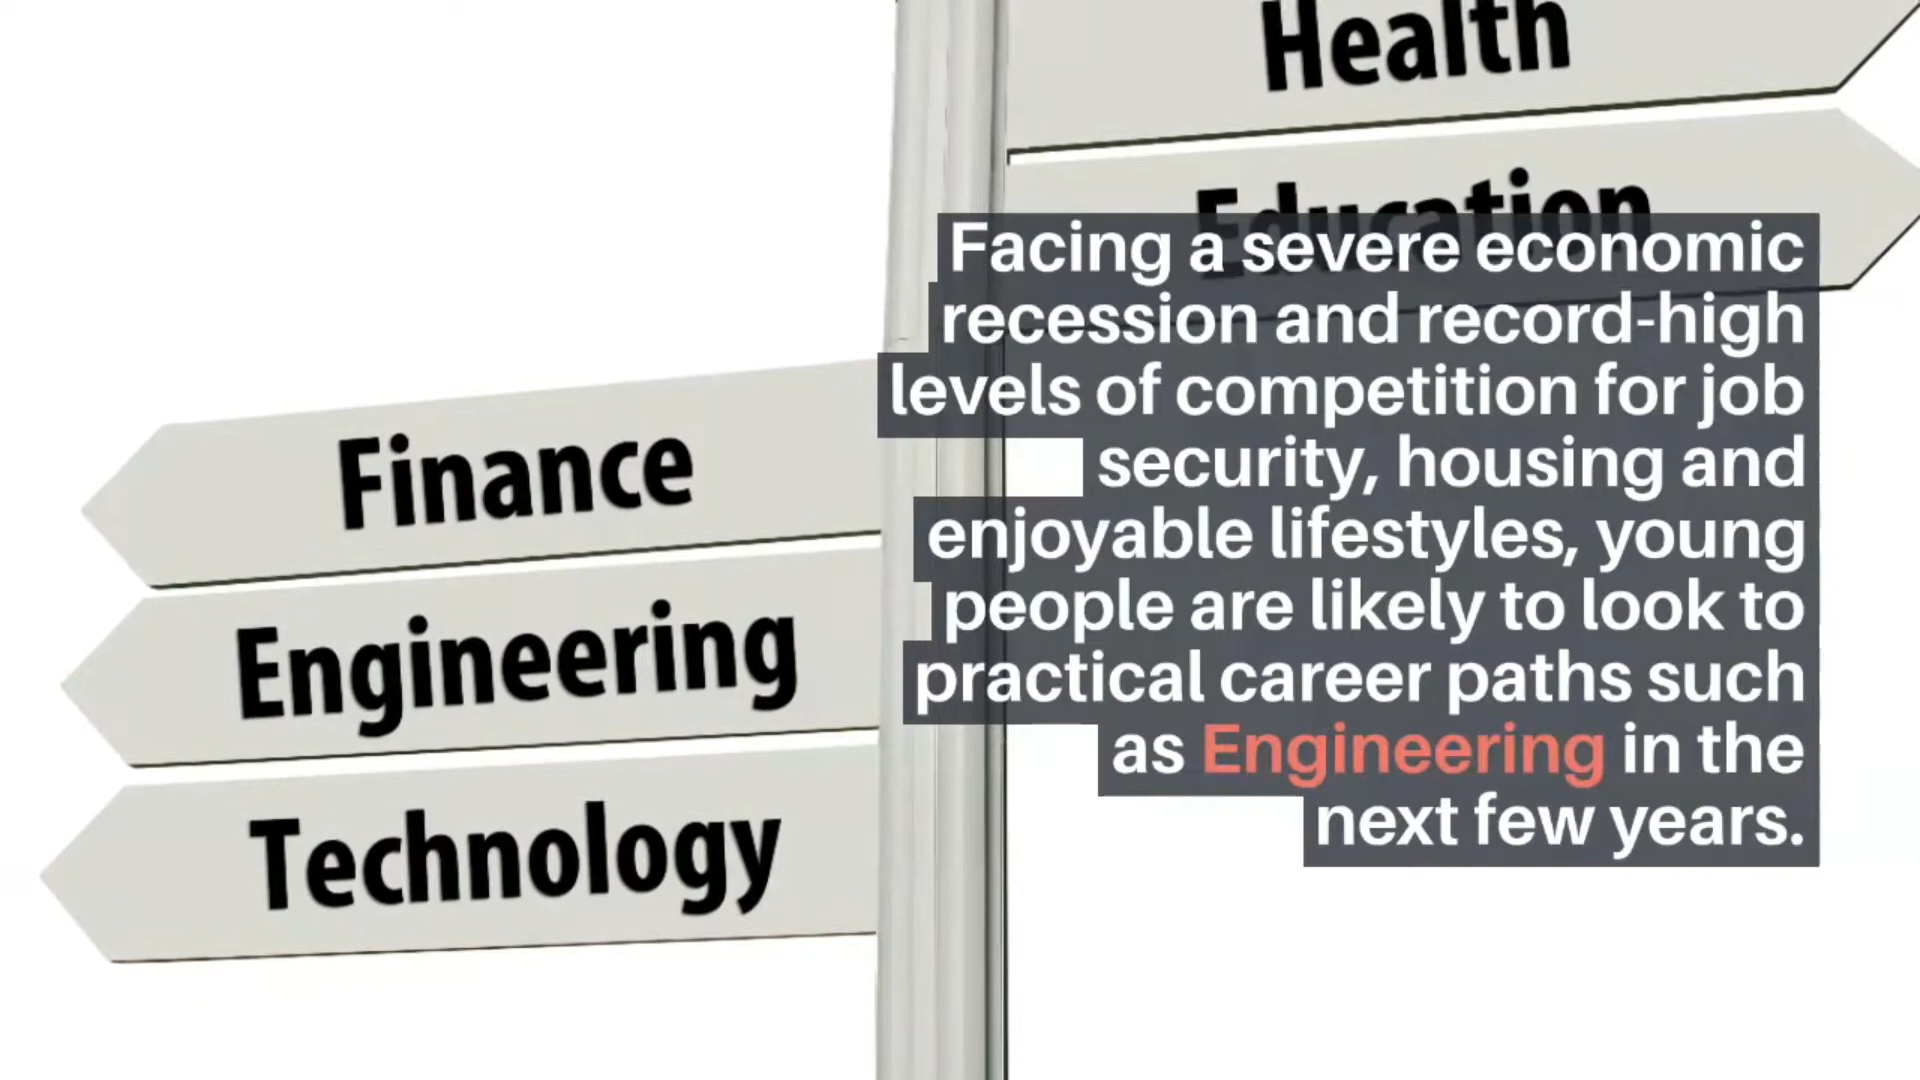 Health
Education
Facing a severe economic
recession and record-high
levels of competition for job
security, housing and
enjoyable lifestyles, young
people are likely to look to
practical career paths such
as Engineering in the
next few years.
Finance
Engineering
Technology